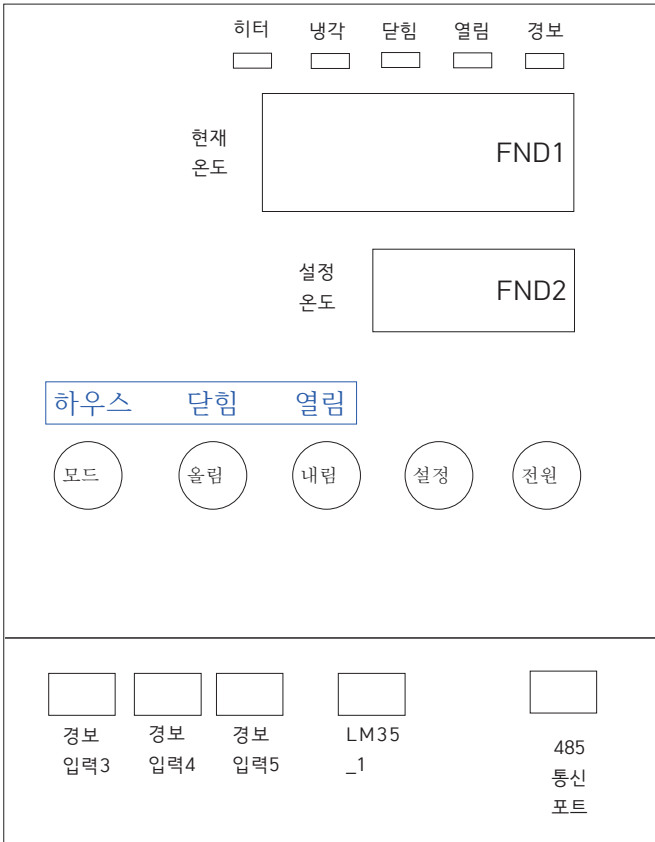 히터 냉각 닫힘 열림 경보
현재
온도
FND1
설정
온도
FND2
하우스 닫힘 열림
모드 올림 내림 설정 전원
경보
입력3
경보
입력4
경보
입력5
LM35
_1
485
통신
포트